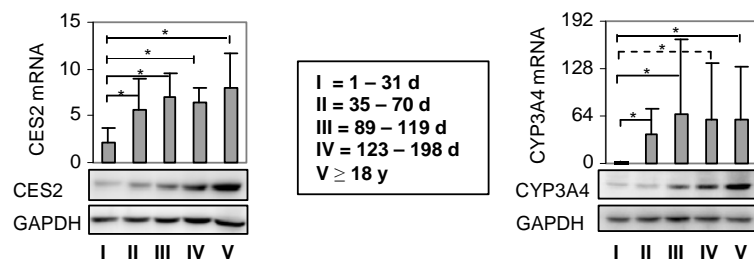 CES2 mRNA
15
10
5
0
*
*
*
*
CES2
GAPDH
I II III IV V
I = 1 – 31 d
II = 35 – 70 d
III = 89 – 119 d
IV = 123 – 198 d
V ≥ 18 y
CYP3A4 mRNA
192
128
64
0
*
*
*
*
CYP3A4
GAPDH
I II III IV V